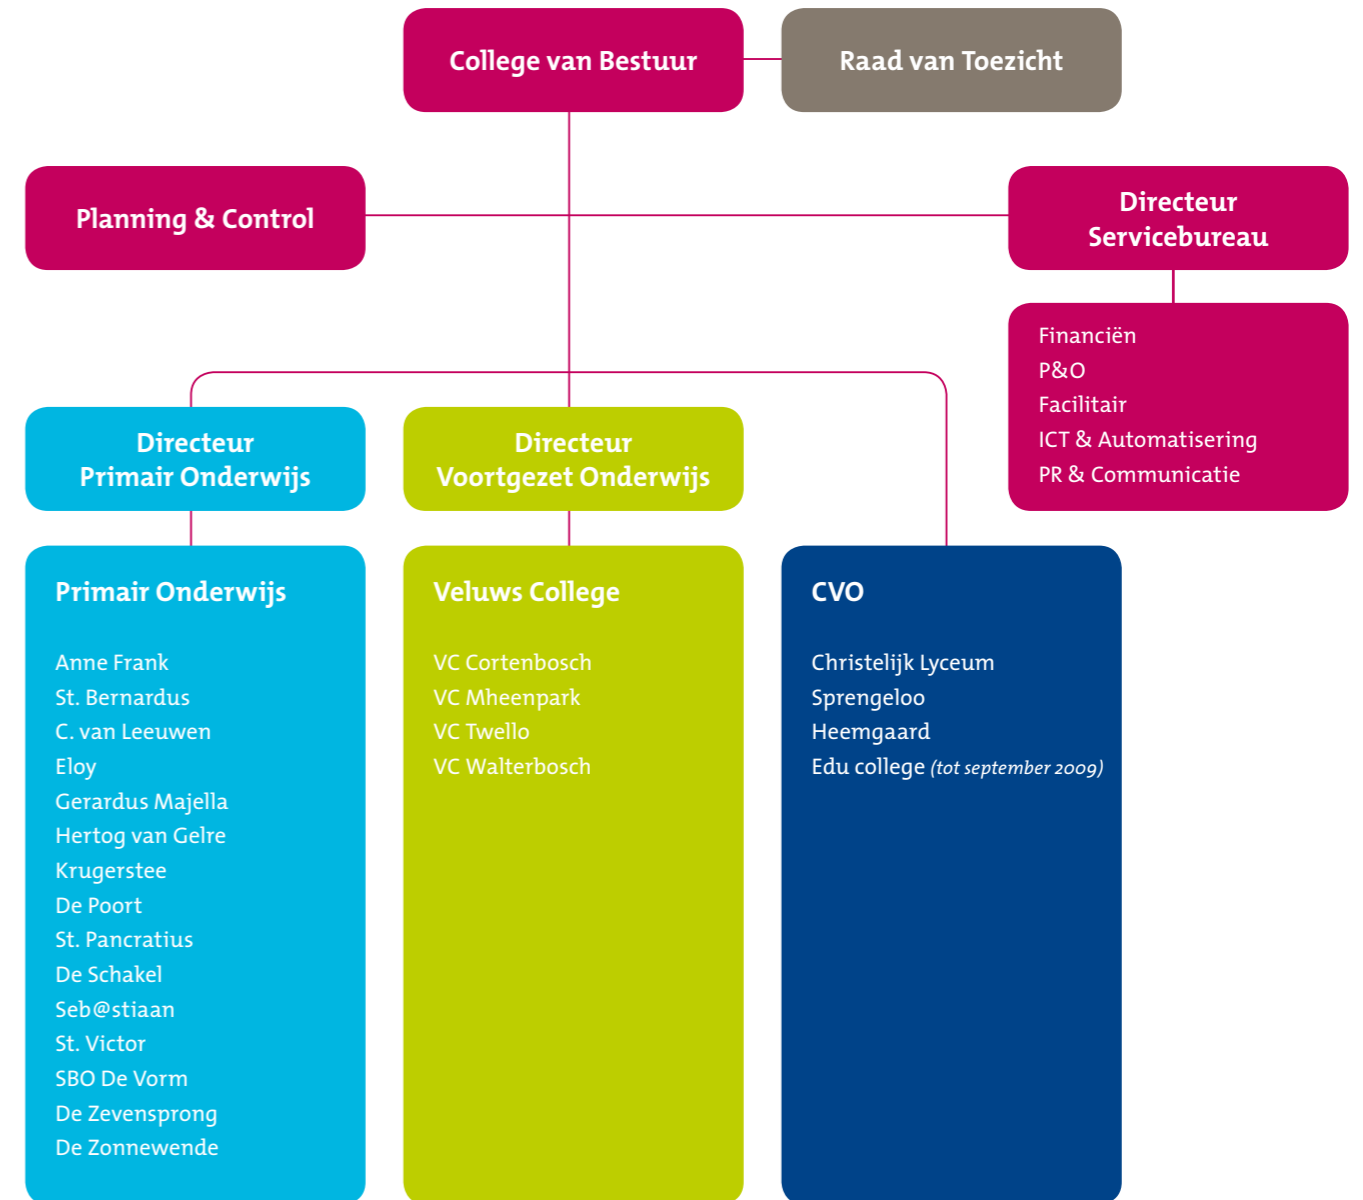 College van Bestuur
Raad van Toezicht
Planning & Control
Directeur
Servicebureau
Financiën
P&O
Facilitair
ICT & Automatisering
PR & Communicatie
Directeur
Primair Onderwijs
Directeur
Voortgezet Onderwijs
Primair Onderwijs
Anne Frank
St. Bernardus
C. van Leeuwen
Eloy
Gerardus Majella
Hertog van Gelre
Krugerstee
De Poort
St. Pancratius
De Schakel
Seb@stiaan
St. Victor
SBO De Vorm
De Zevensprong
De Zonnewende
Veluws College
VC Cortenbosch
VC Mheenpark
VC Twello
VC Walterbosch
CVO
Christelijk Lyceum
Sprengeloo
Heemgaard
Edu college (tot september 2009)